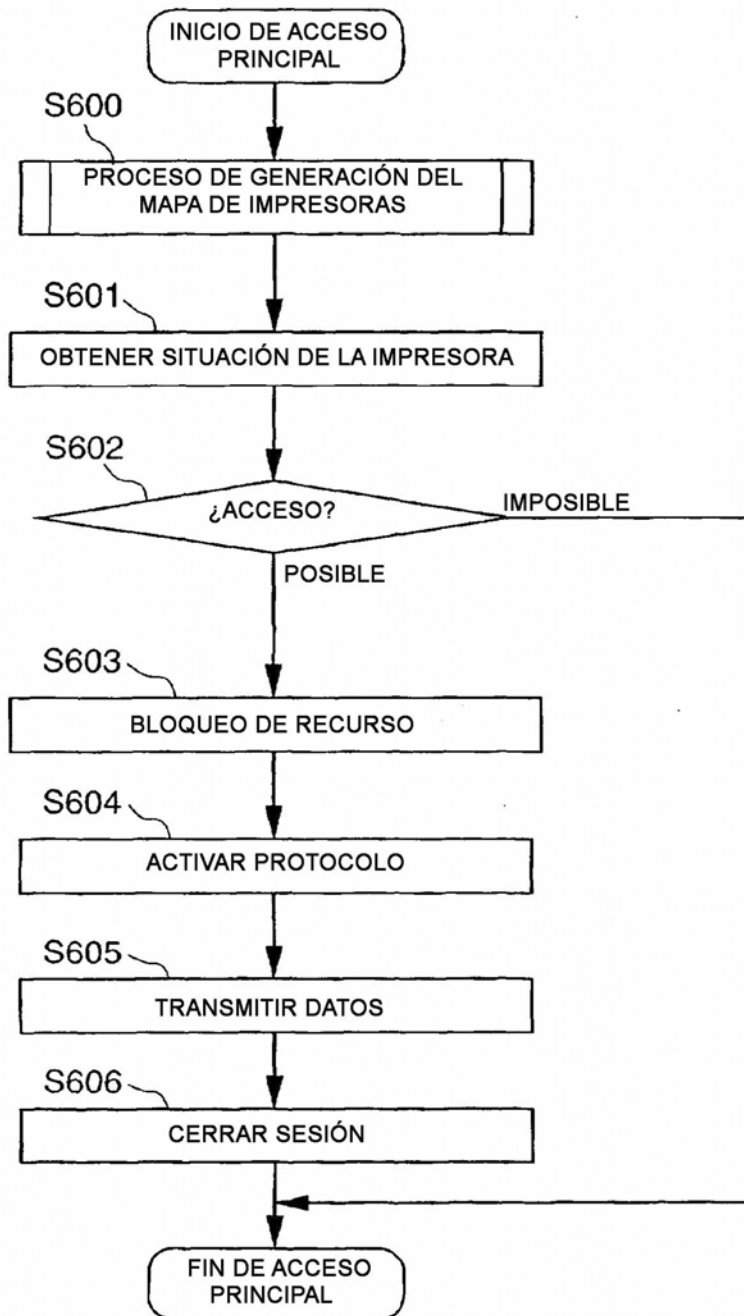 INICIO DE ACCESO
PRINCIPAL
S600
PROCESO DE GENERACIÓN DEL
MAPA DE IMPRESORAS
S601
OBTENER SITUACIÓN DE LA IMPRESORA
S602
¿ACCESO?
IMPOSIBLE
POSIBLE
S603
BLOQUEO DE RECURSO
S604
ACTIVAR PROTOCOLO
S605
TRANSMITIR DATOS
S606
CERRAR SESIÓN
FIN DE ACCESO
PRINCIPAL